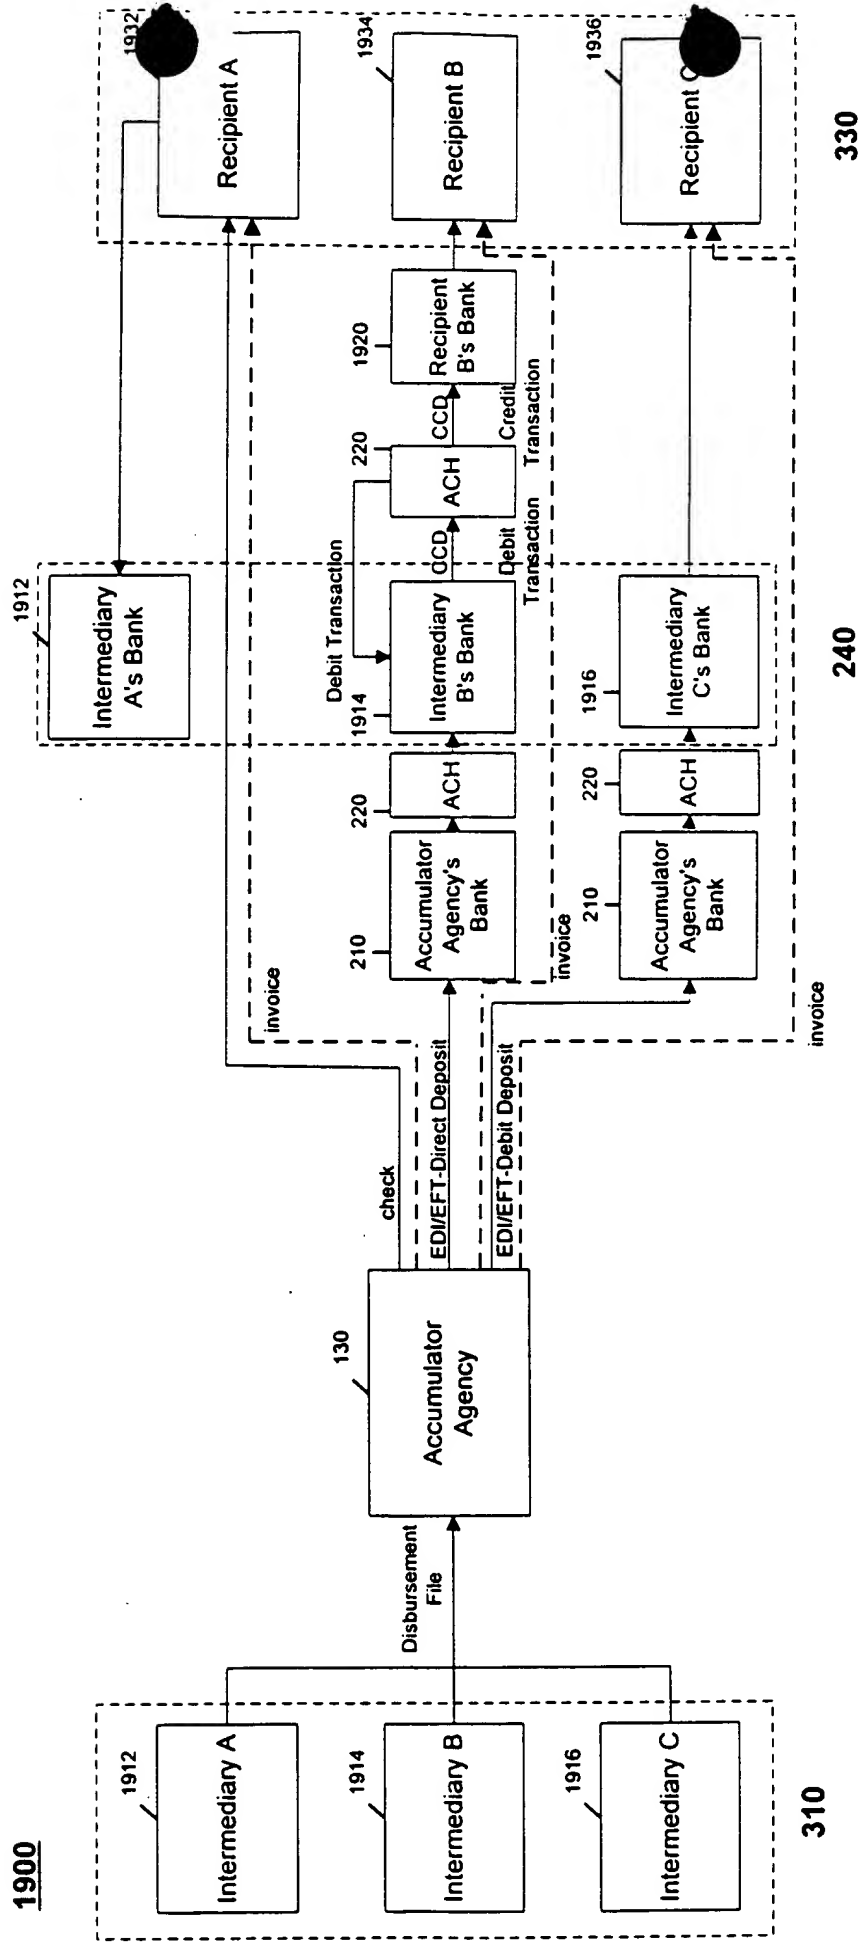 1900
1912
Intermediary A
1914
Intermediary B
1916
Intermediary C
310
Disbursement
File
130
Accumulator
Agency
check
EDI/EFT-Direct Deposit
EDI/EFT-Debit Deposit
invoice
invoice
invoice
210
Accumulator
Agency's
Bank
220
ACH
210
Accumulator
Agency's
Bank
220
ACH
1912
Intermediary
A's Bank
1914
Intermediary
B's Bank
Debit Transaction
1916
Intermediary
C's Bank
240
CCD
Debit
Transaction
220
ACH
CCD
Credit
Transaction
1920
Recipient
B's Bank
1932
Recipient A
1934
Recipient B
1936
Recipient C
330